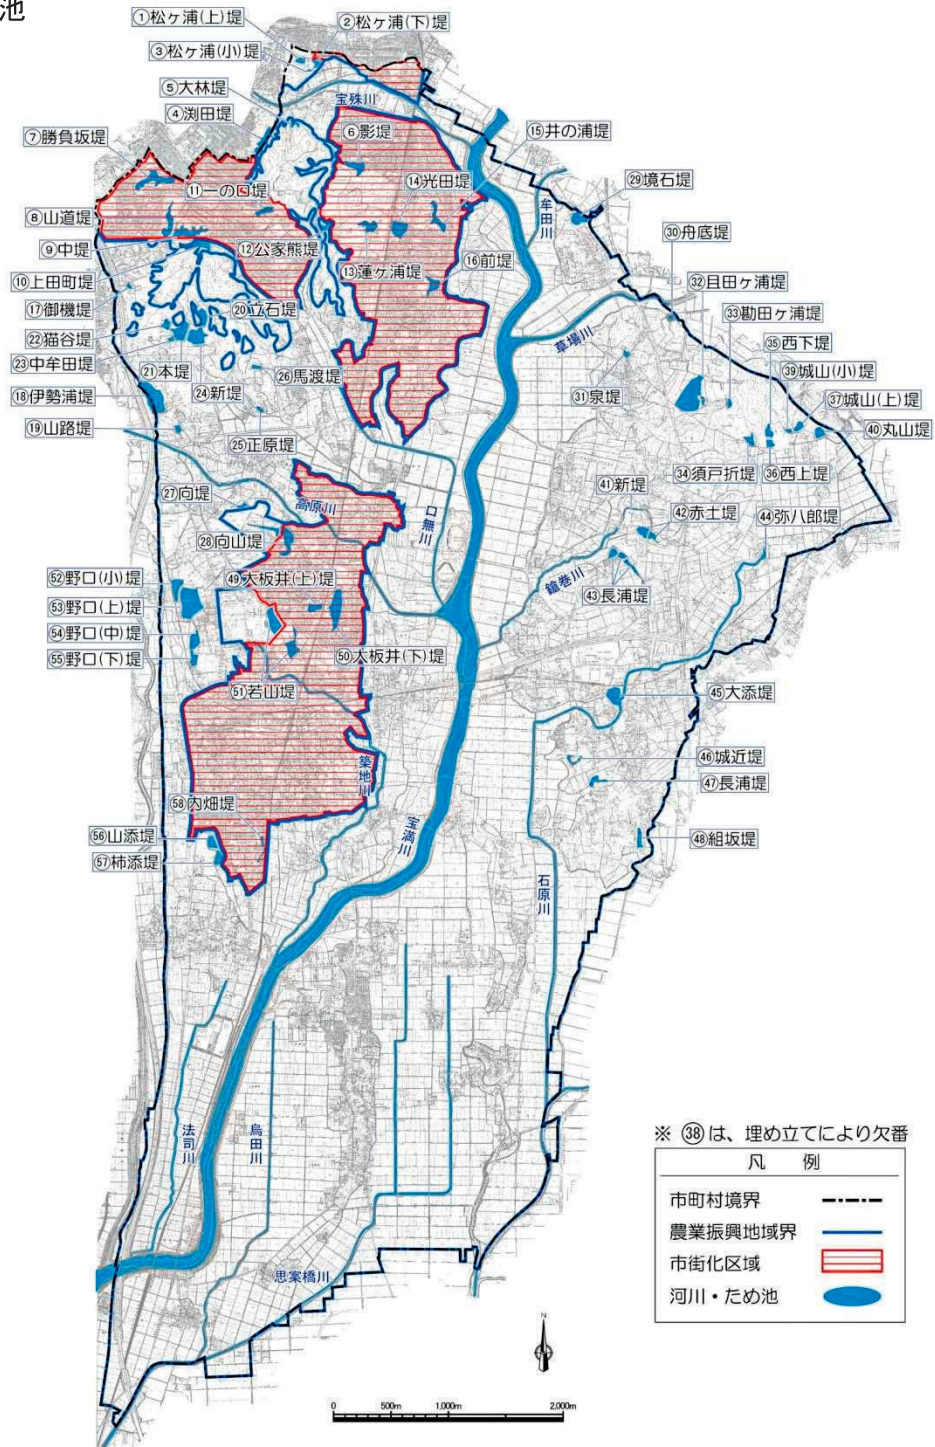 池
①松ヶ浦(上)堤
②松ヶ浦(下)堤
③松ヶ浦(小)堤
⑤大林堤
④渕田堤
宝珠川
⑦勝負坂堤
⑥影堤
⑮井の浦堤
⑪一の口堤
⑭光田堤
㉙境石堤
牟田川
⑧山道堤
㉚舟底堤
⑨中堤
⑫公家熊堤
⑩上田町堤
⑬蓮ヶ浦堤
⑯前堤
㉜且田ヶ浦堤
⑰御機堤
⑳立石堤
㉝勘田ヶ浦堤
㉒猫谷堤
草場川
㉟西下堤
㉓中牟田堤
㊴城山(小)堤
㉑本堤
㉖馬渡堤
㊲城山(上)堤
⑱伊勢浦堤
㉔新堤
㉛泉堤
⑲山路堤
㉕正原堤
㊵丸山堤
㉞須戸折堤
㊱西上堤
㉗向堤
高原川
口無川
㊶新堤
㊷赤土堤
㊹弥八郎堤
㉘向山堤
鎗巻川
52野口(小)堤
㊾大板井(上)堤
㊸長浦堤
53野口(上)堤
54野口(中)堤
55野口(下)堤
㊿大板井(下)堤
51若山堤
㊺大添堤
築地川
㊻城近堤
㊼長浦堤
58内畑堤
宝満川
56山添堤
㊽組坂堤
57柿添堤
石原川
法司川
烏田川
思案橋川
※ ㊳は、埋め立てにより欠番
凡 例
市町村境界
農業振興地域界
市街化区域
河川・ため池
N
0 500m 1,000m 2,000m